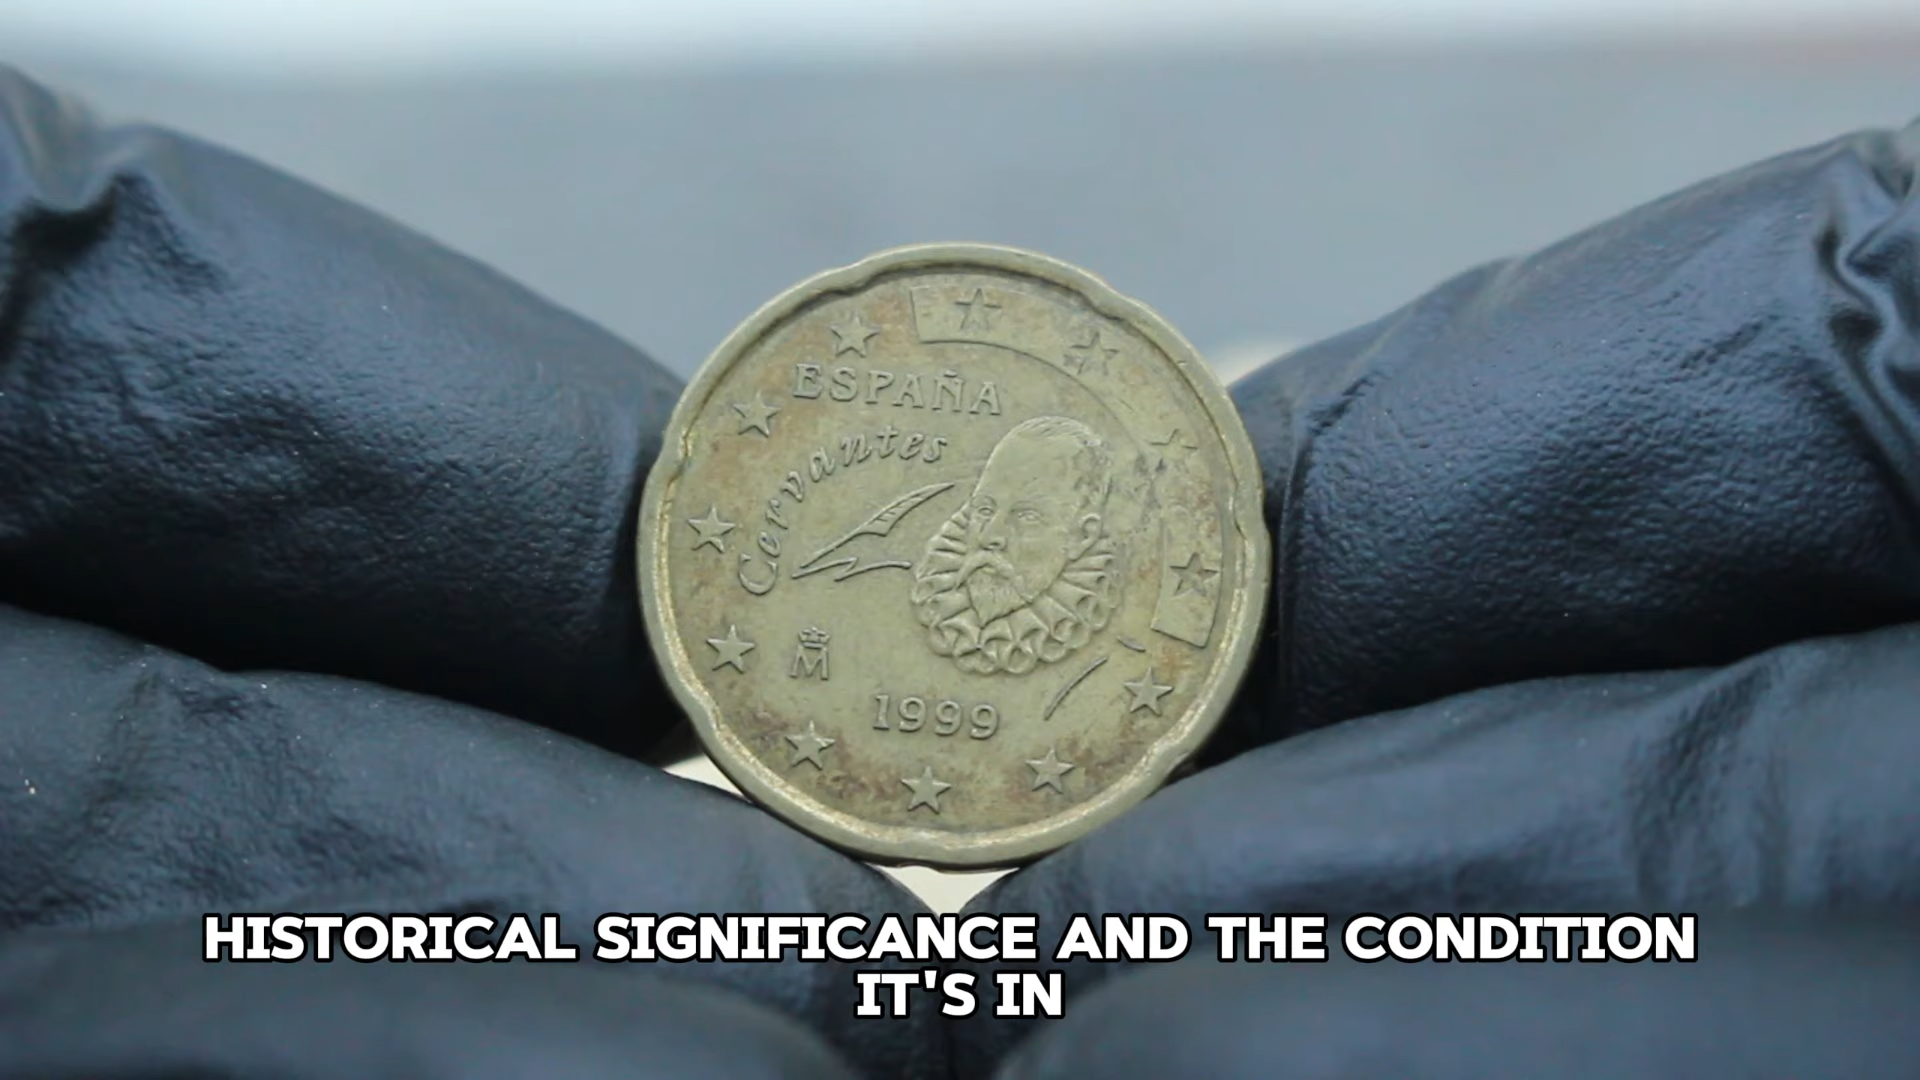 ESPAÑA
Cervantes
M
1999
HISTORICAL SIGNIFICANCE AND THE CONDITION
IT'S IN